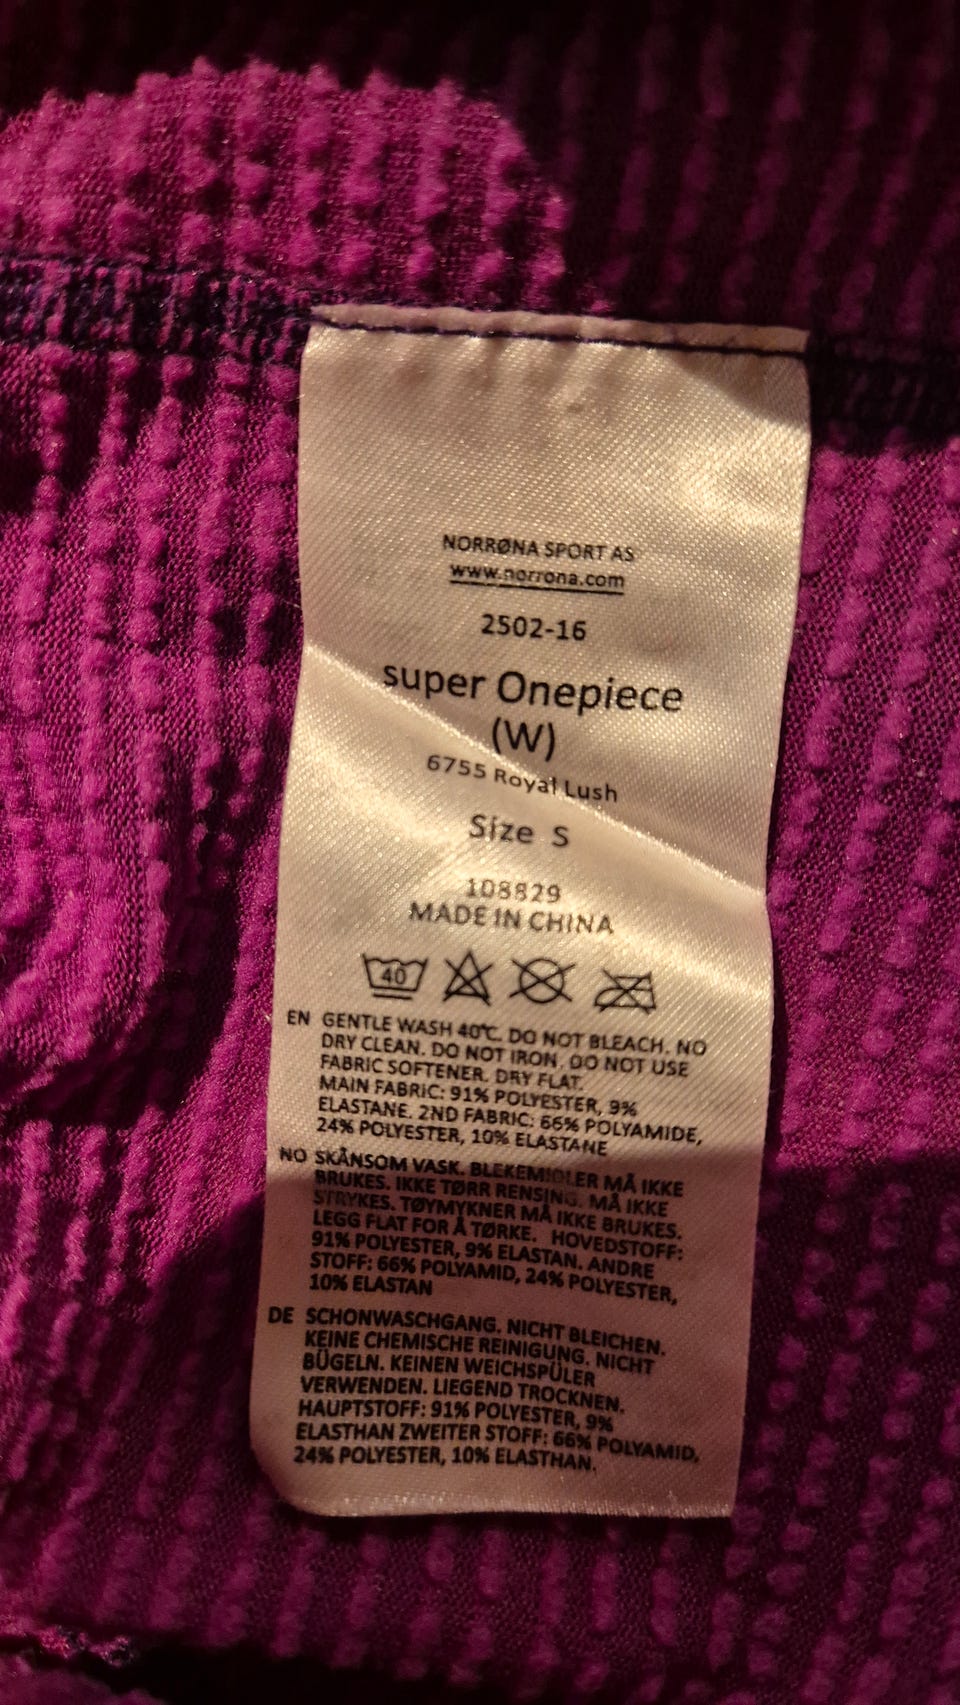 NORRØNA SPORT AS
www.norrona.com
2502-16
super Onepiece
(W)
6755 Royal Lush
Size S
108829
MADE IN CHINA
40
EN GENTLE WASH 40℃. DO NOT BLEACH. NO
DRY CLEAN. DO NOT IRON. DO NOT USE
FABRIC SOFTENER. DRY FLAT.
MAIN FABRIC: 91% POLYESTER, 9%
ELASTANE. 2ND FABRIC: 66% POLYAMIDE,
24% POLYESTER, 10% ELASTANE
NO SKÅNSOM VASK. BLEKEMIDLER MÅ IKKE
BRUKES. IKKE TØRR RENSING. MÅ IKKE
STRYKES. TØYMYKNER MÅ IKKE BRUKES.
LEGG FLAT FOR Å TØRKE. HOVEDSTOFF:
91% POLYESTER, 9% ELASTAN. ANDRE
STOFF: 66% POLYAMID, 24% POLYESTER,
10% ELASTAN
DE SCHONWASCHGANG. NICHT BLEICHEN.
KEINE CHEMISCHE REINIGUNG. NICHT
BÜGELN. KEINEN WEICHSPÜLER
VERWENDEN. LIEGEND TROCKNEN.
HAUPTSTOFF: 91% POLYESTER, 9%
ELASTHAN ZWEITER STOFF: 66% POLYAMID,
24% POLYESTER, 10% ELASTHAN.